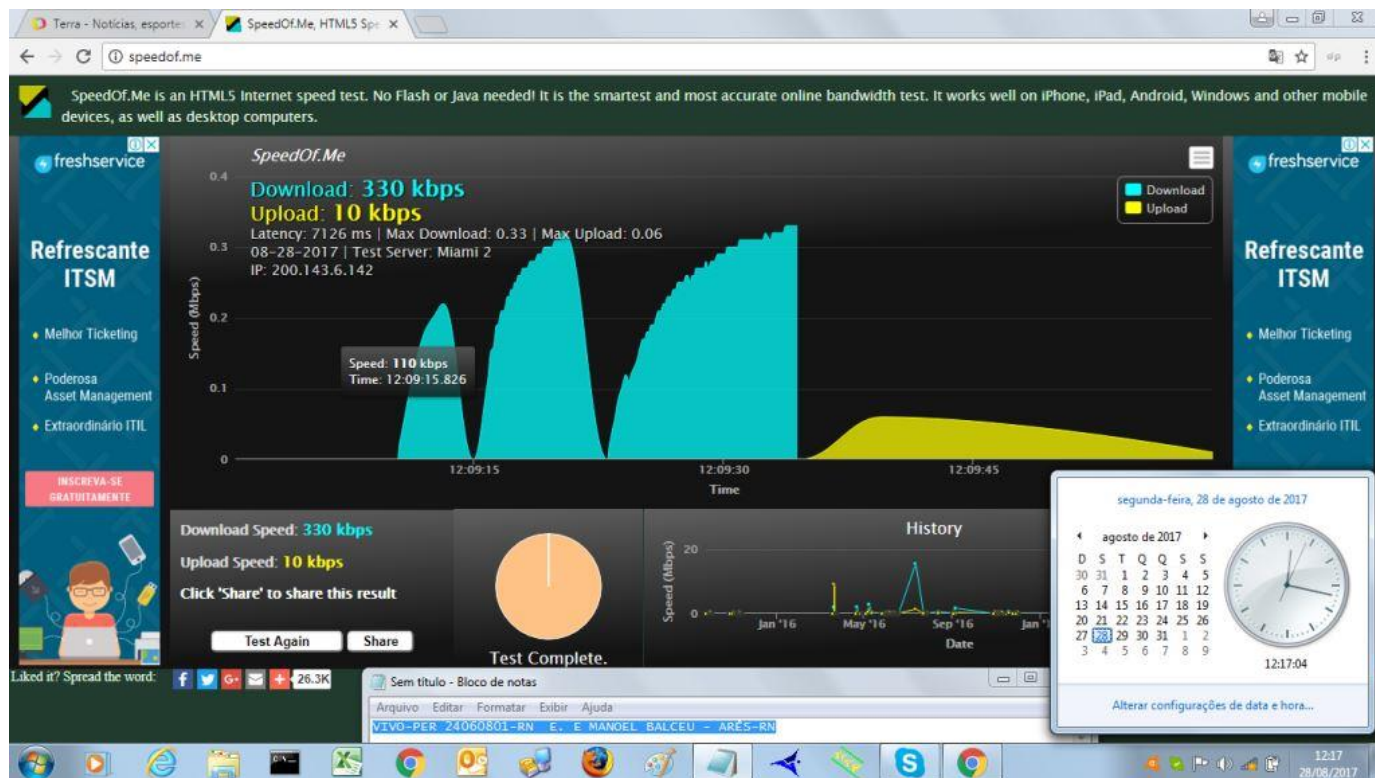 Terra - Notícias, esporte
SpeedOf.Me, HTML5 Spe
speedof.me
SpeedOf.Me is an HTML5 Internet speed test. No Flash or Java needed! It is the smartest and most accurate online bandwidth test. It works well on iPhone, iPad, Android, Windows and other mobile
devices, as well as desktop computers.
freshservice
Refrescante
ITSM
Melhor Ticketing
Poderosa
Asset Management
Extraordinário ITIL
INSCREVA-SE
GRATUITAMENTE
SpeedOf.Me
Download: 330 kbps
Upload: 10 kbps
Latency: 7126 ms | Max Download: 0.33 | Max Upload: 0.06
08-28-2017 | Test Server: Miami 2
IP: 200.143.6.142
Download
Upload
Speed (Mbps)
0.4
0.3
0.2
0.1
0
Speed: 110 kbps
Time: 12:09:15.826
12:09:15 12:09:30 12:09:45
Time
freshservice
Refrescante
ITSM
Melhor Ticketing
Poderosa
Asset Management
Extraordinário ITIL
Download Speed: 330 kbps
Upload Speed: 10 kbps
Click 'Share' to share this result
Test Again Share
Test Complete.
History
Speed (Mbps)
20
0
Jan '16 May '16 Sep '16 Jan '1
Date
segunda-feira, 28 de agosto de 2017
agosto de 2017
D S T Q Q S S
30 31 1 2 3 4 5
6 7 8 9 10 11 12
13 14 15 16 17 18 19
20 21 22 23 24 25 26
27 28 29 30 31 1 2
3 4 5 6 7 8 9
12:17:04
Alterar configurações de data e hora...
Liked it? Spread the word:
26.3K
Sem título - Bloco de notas
Arquivo Editar Formatar Exibir Ajuda
VIVO-PER 24060801-RN E. E MANOEL BALCEU - ARÊS-RN
12:17
28/08/2017